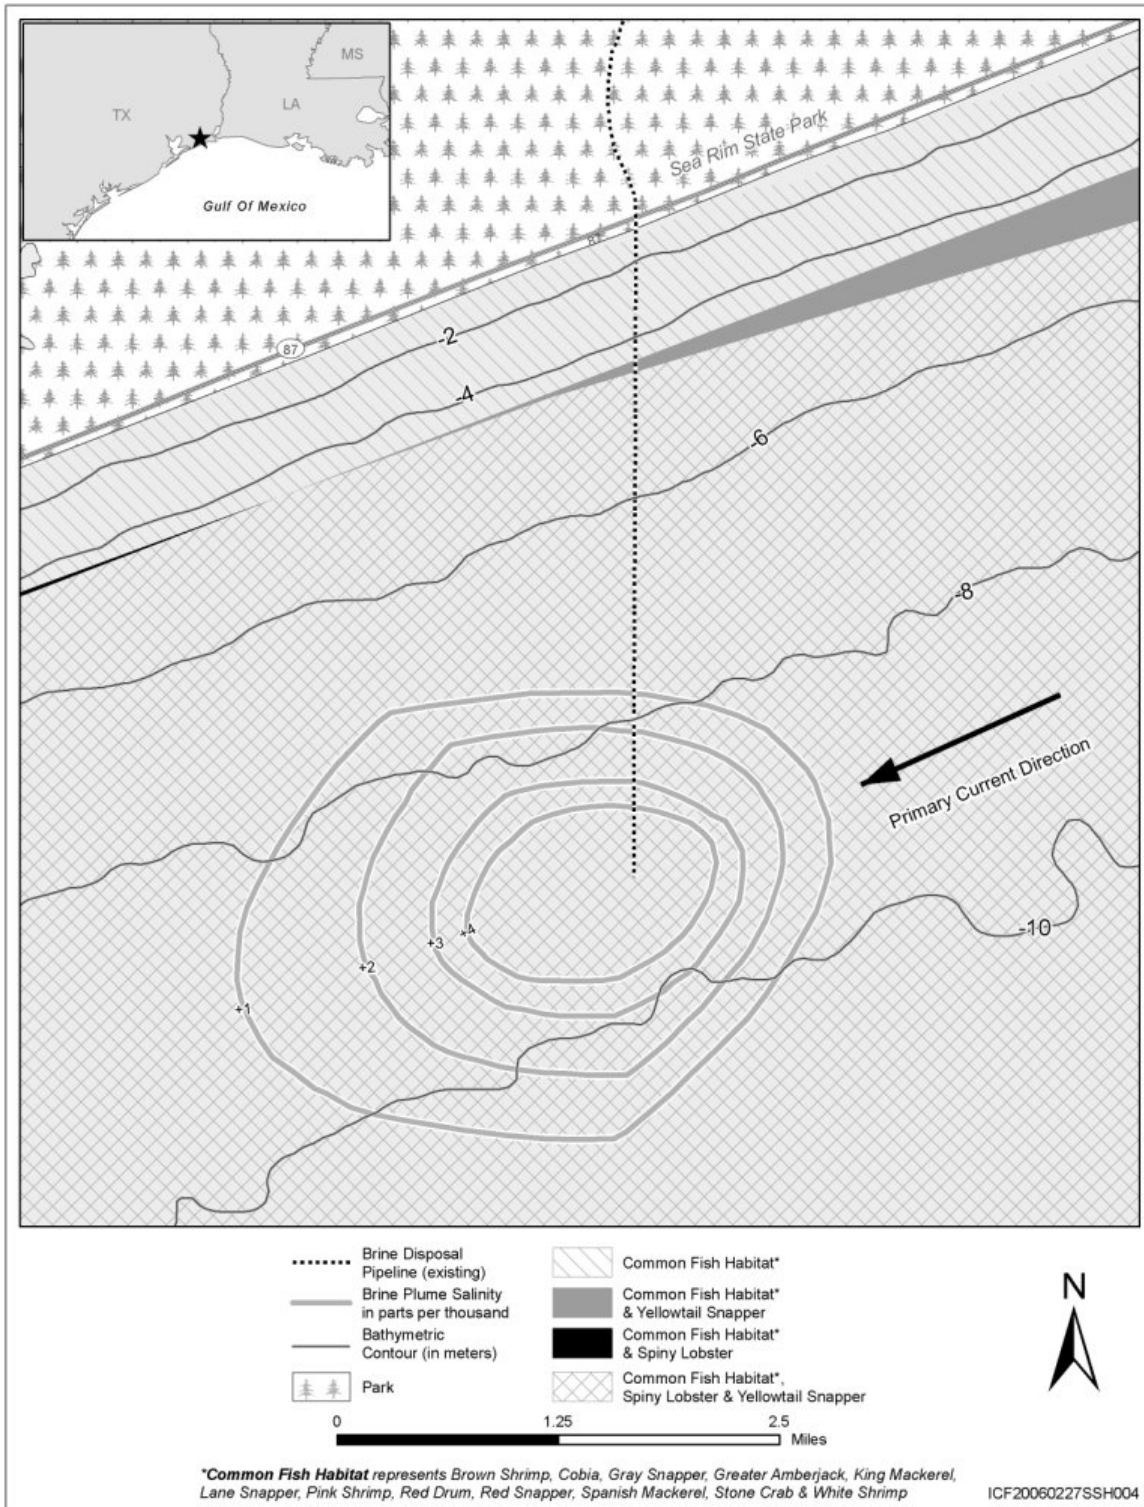 MS
TX
LA
Gulf Of Mexico
Sea Rim State Park
87
87
-2
-4
-6
-8
Primary Current Direction
-10
+4
+3
+2
+1
Brine Disposal
Pipeline (existing)
Brine Plume Salinity
in parts per thousand
Bathymetric
Contour (in meters)
Park
Common Fish Habitat*
Common Fish Habitat*
& Yellowtail Snapper
Common Fish Habitat*
& Spiny Lobster
Common Fish Habitat*,
Spiny Lobster & Yellowtail Snapper
N
0 1.25 2.5
Miles
*Common Fish Habitat represents Brown Shrimp, Cobia, Gray Snapper, Greater Amberjack, King Mackerel,
Lane Snapper, Pink Shrimp, Red Drum, Red Snapper, Spanish Mackerel, Stone Crab & White Shrimp
ICF20060227SSH004